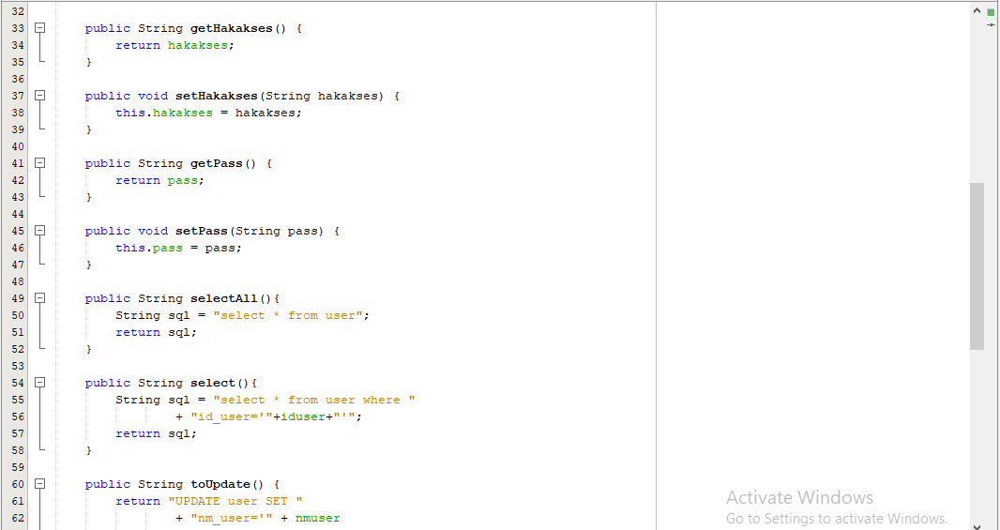 32
33 public String getHakakses() {
34 return hakakses;
35 }
36
37 public void setHakakses(String hakakses) {
38 this.hakakses = hakakses;
39 }
40
41 public String getPass() {
42 return pass;
43 }
44
45 public void setPass(String pass) {
46 this.pass = pass;
47 }
48
49 public String selectAll(){
50 String sql = "select * from user";
51 return sql;
52 }
53
54 public String select(){
55 String sql = "select * from user where "
56 + "id_user='"+iduser+"'";
57 return sql;
58 }
59
60 public String toUpdate() {
61 return "UPDATE user SET "
62 + "nm_user='" + nmuser
Activate Windows
Go to Settings to activate Windows.